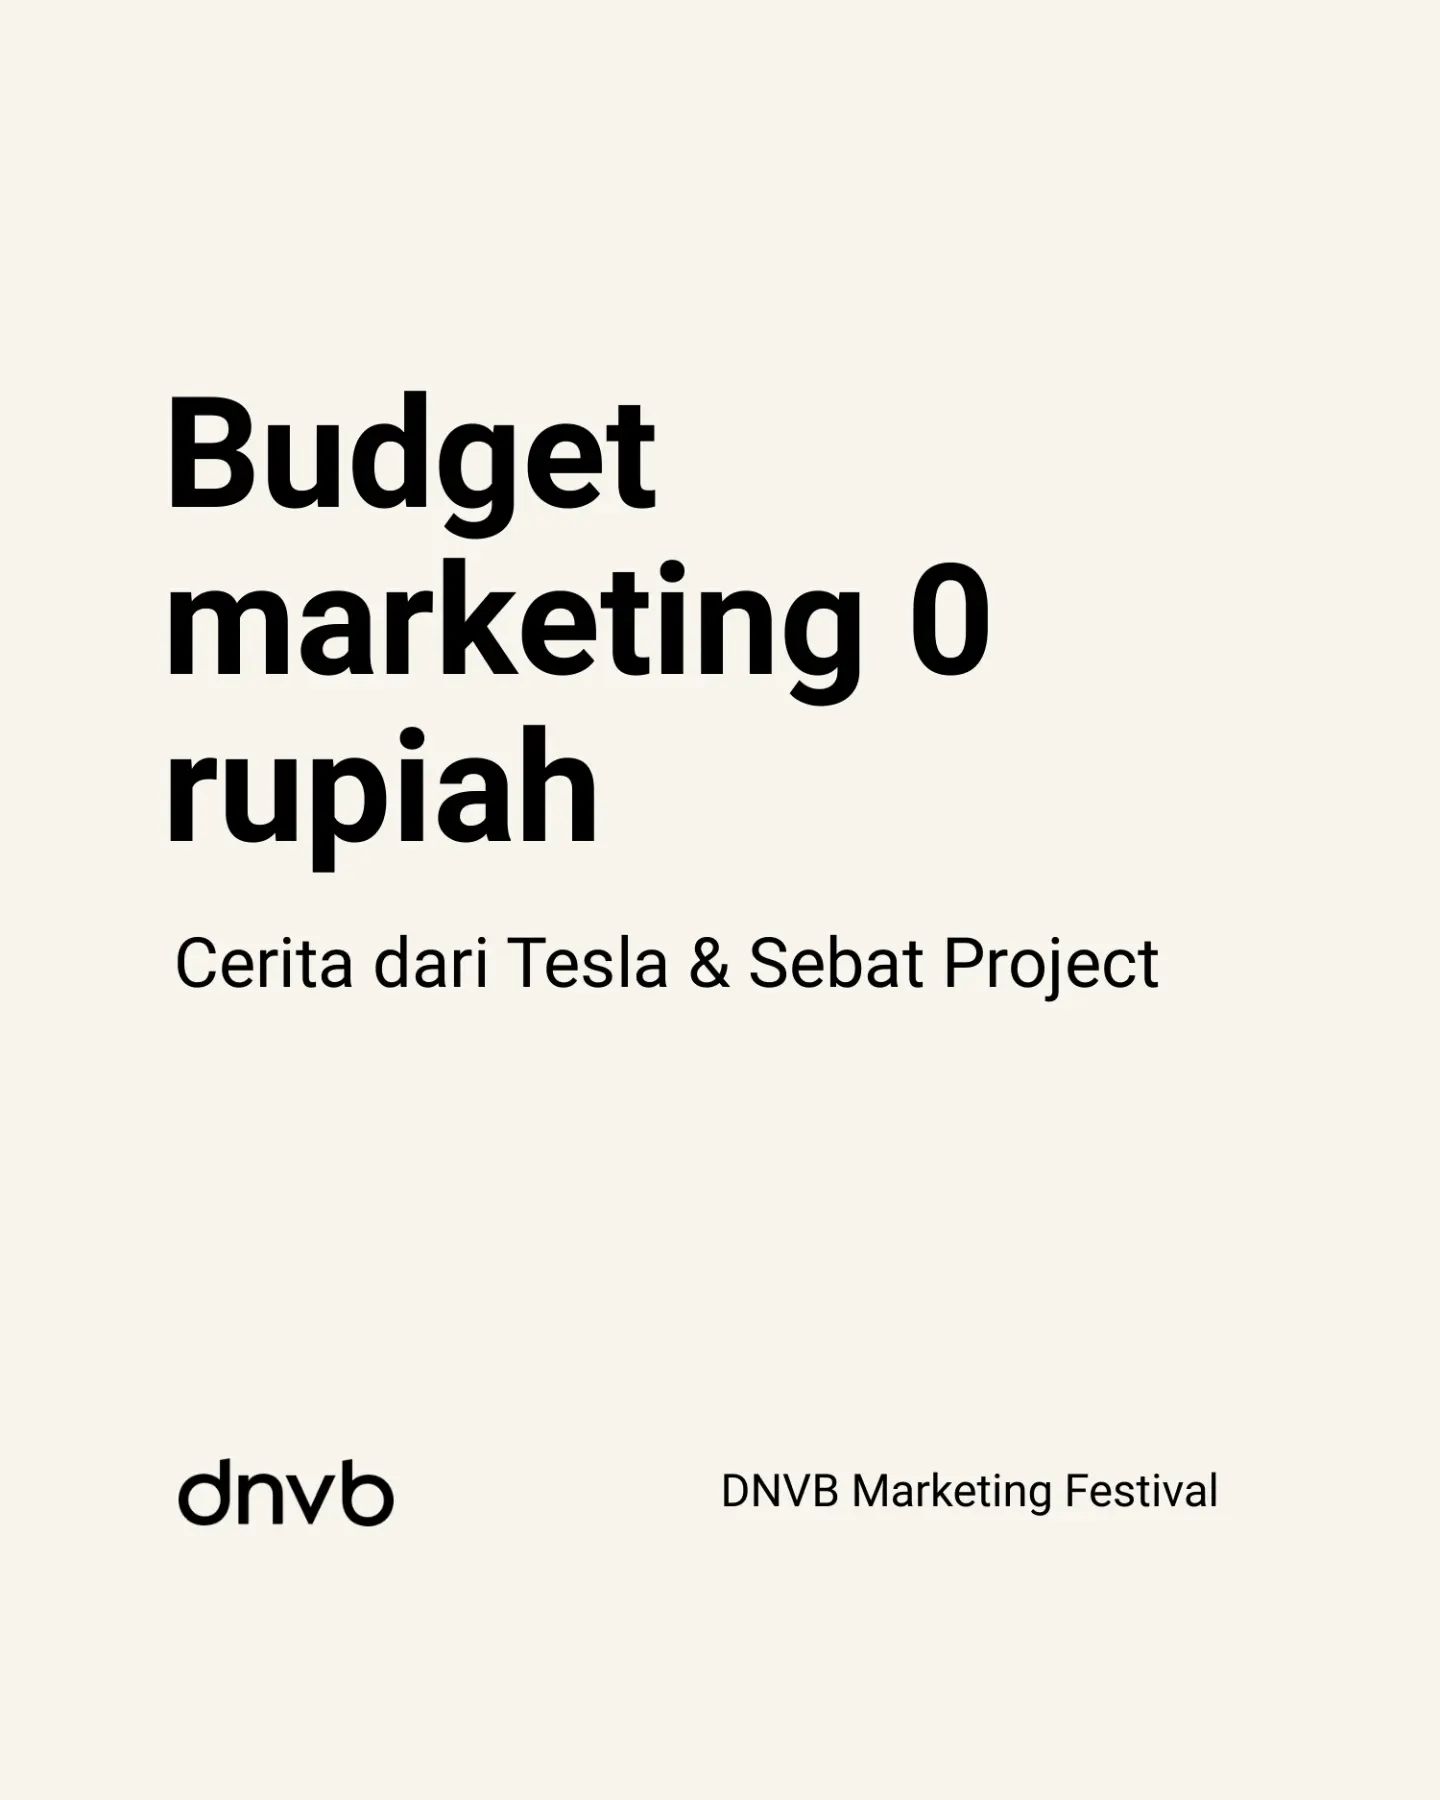 Budget
marketing 0
rupiah
Cerita dari Tesla & Sebat Project
dnvb
DNVB Marketing Festival